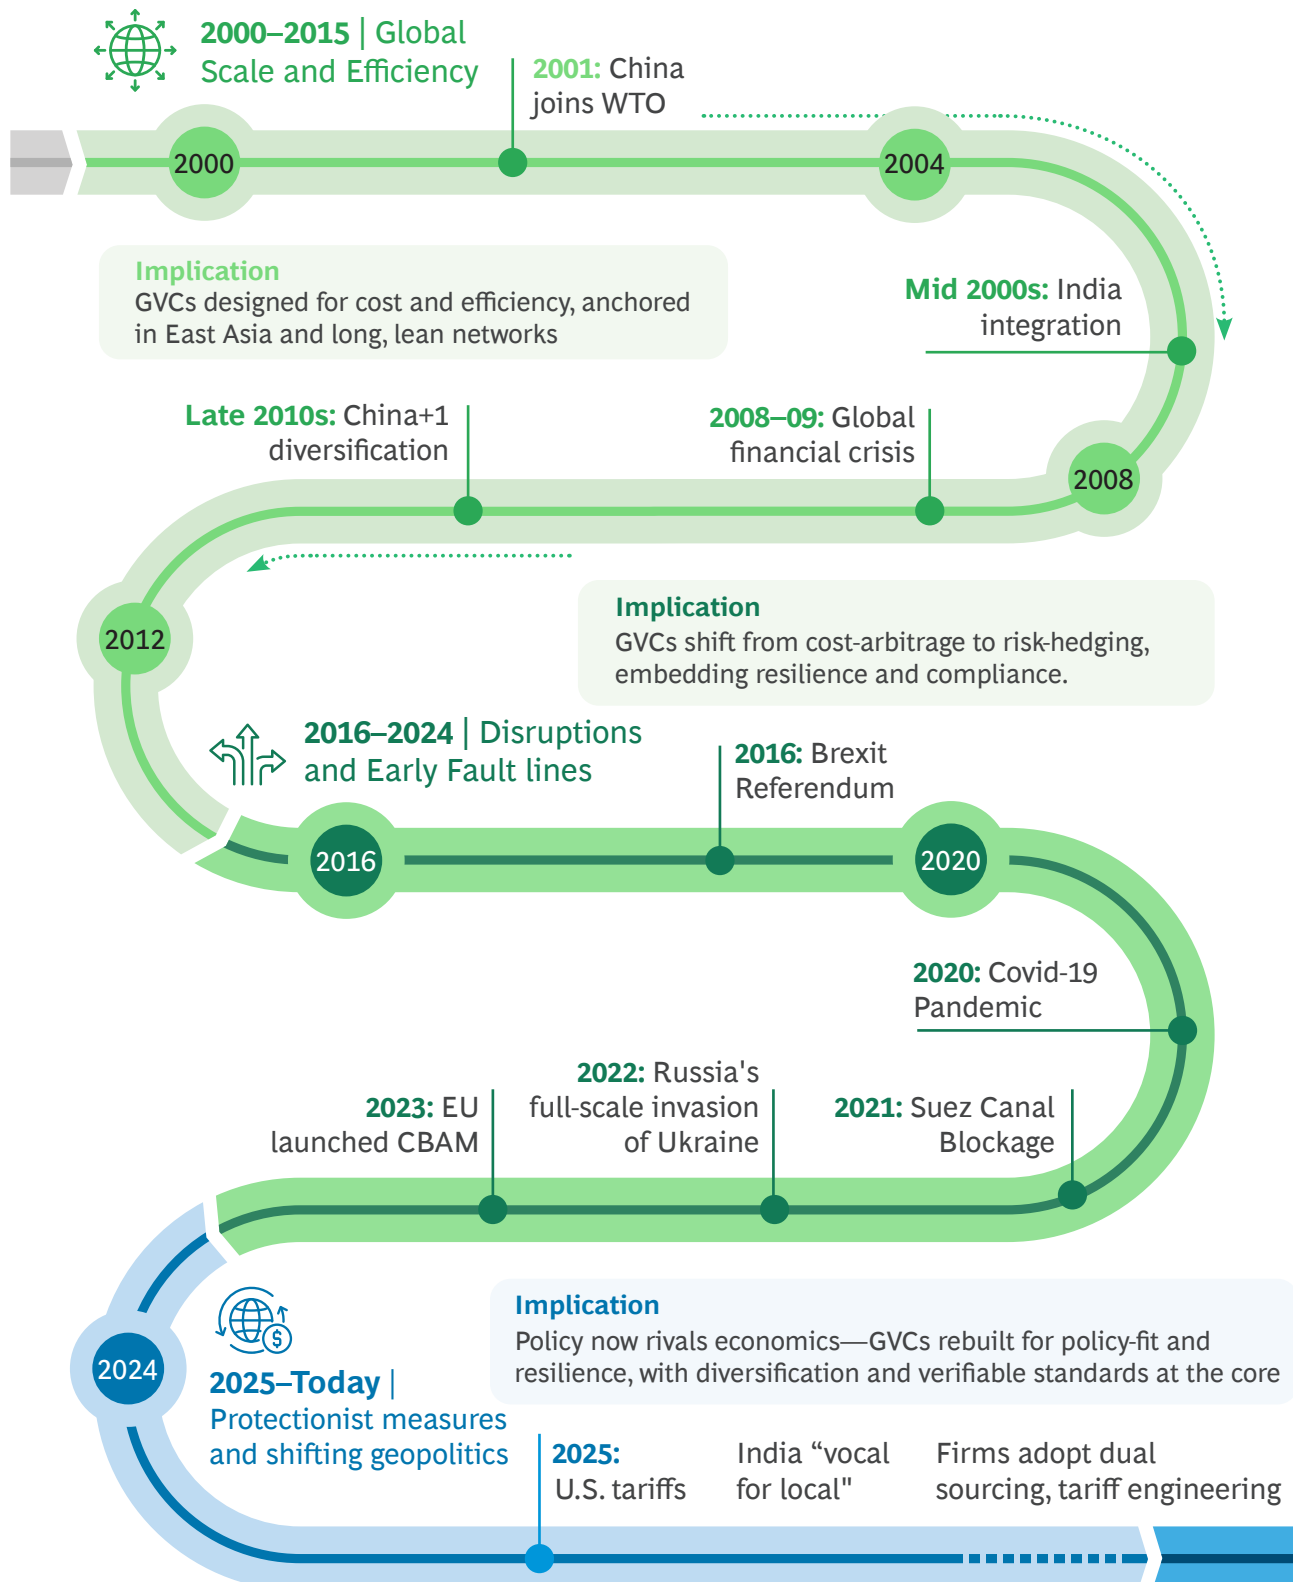 2000–2015 | Global
Scale and Efficiency
2001: China
joins WTO
2000
2004
Implication
GVCs designed for cost and efficiency, anchored
in East Asia and long, lean networks
Mid 2000s: India
integration
Late 2010s: China+1
diversification
2008–09: Global
financial crisis
2008
2012
Implication
GVCs shift from cost-arbitrage to risk-hedging,
embedding resilience and compliance.
2016–2024 | Disruptions
and Early Fault lines
2016: Brexit
Referendum
2016
2020
2020: Covid-19
Pandemic
2023: EU
launched CBAM
2022: Russia's
full-scale invasion
of Ukraine
2021: Suez Canal
Blockage
Implication
Policy now rivals economics—GVCs rebuilt for policy-fit and
resilience, with diversification and verifiable standards at the core
$
2024
2025–Today |
Protectionist measures
and shifting geopolitics
2025:
U.S. tariffs
India “vocal
for local"
Firms adopt dual
sourcing, tariff engineering